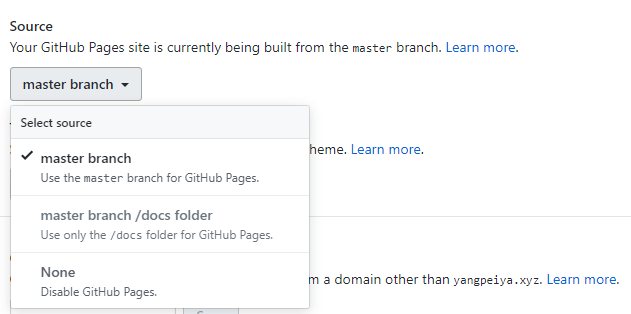 Source
Your GitHub Pages site is currently being built from the master branch. Learn more.
master branch
Select source
master branch
Use the master branch for GitHub Pages.
heme. Learn more.
master branch /docs folder
Use only the /docs folder for GitHub Pages.
None
m a domain other than yangpeiya.xyz. Learn more.
Disable GitHub Pages.